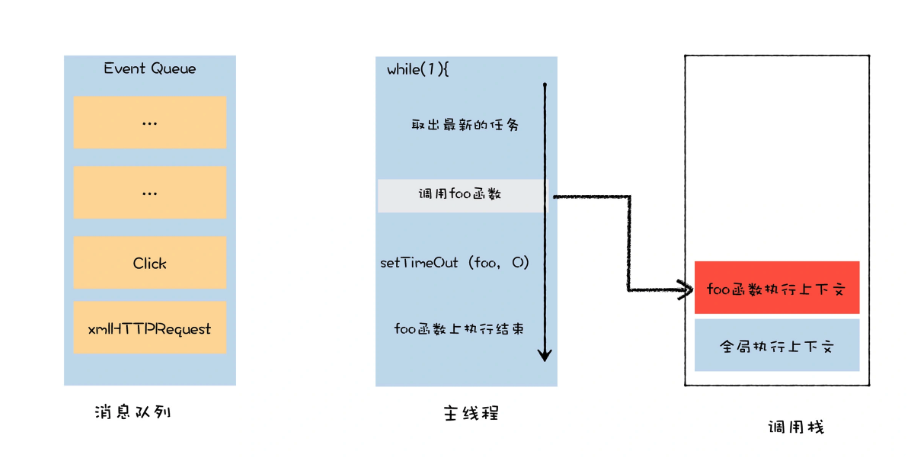 Event Queue
...
...
Click
xmlHTTPRequest
消息队列
while(1){
取出最新的任务
调用foo函数
setTimeOut (foo, 0)
foo函数上执行结束
主线程
foo函数执行上下文
全局执行上下文
调用栈